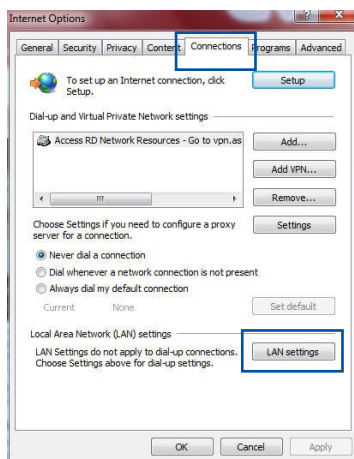 Internet Options
General Security Privacy Content Connections Programs Advanced
To set up an Internet connection, click
Setup.
Setup
Dial-up and Virtual Private Network settings
Access RD Network Resources - Go to vpn.as
Add...
Add VPN...
Remove...
Choose Settings if you need to configure a proxy
server for a connection.
Settings
Never dial a connection
Dial whenever a network connection is not present
Always dial my default connection
Current None
Set default
Local Area Network (LAN) settings
LAN Settings do not apply to dial-up connections.
Choose Settings above for dial-up settings.
LAN settings
OK Cancel Apply